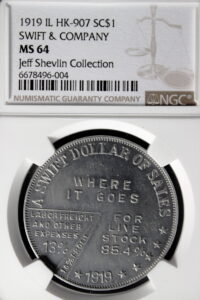 1919 IL HK-907 SC$1
SWIFT & COMPANY
MS 64
Jeff Shevlin Collection
6678496-004
NUMISMATIC GUARANTY COMPANY
NGC
A SWIFT DOLLAR OF SALES
WHERE
IT GOES
LABOR FREIGHT
AND OTHER
EXPENSES
13%
FOR
LIVE
STOCK
85.4%
1919